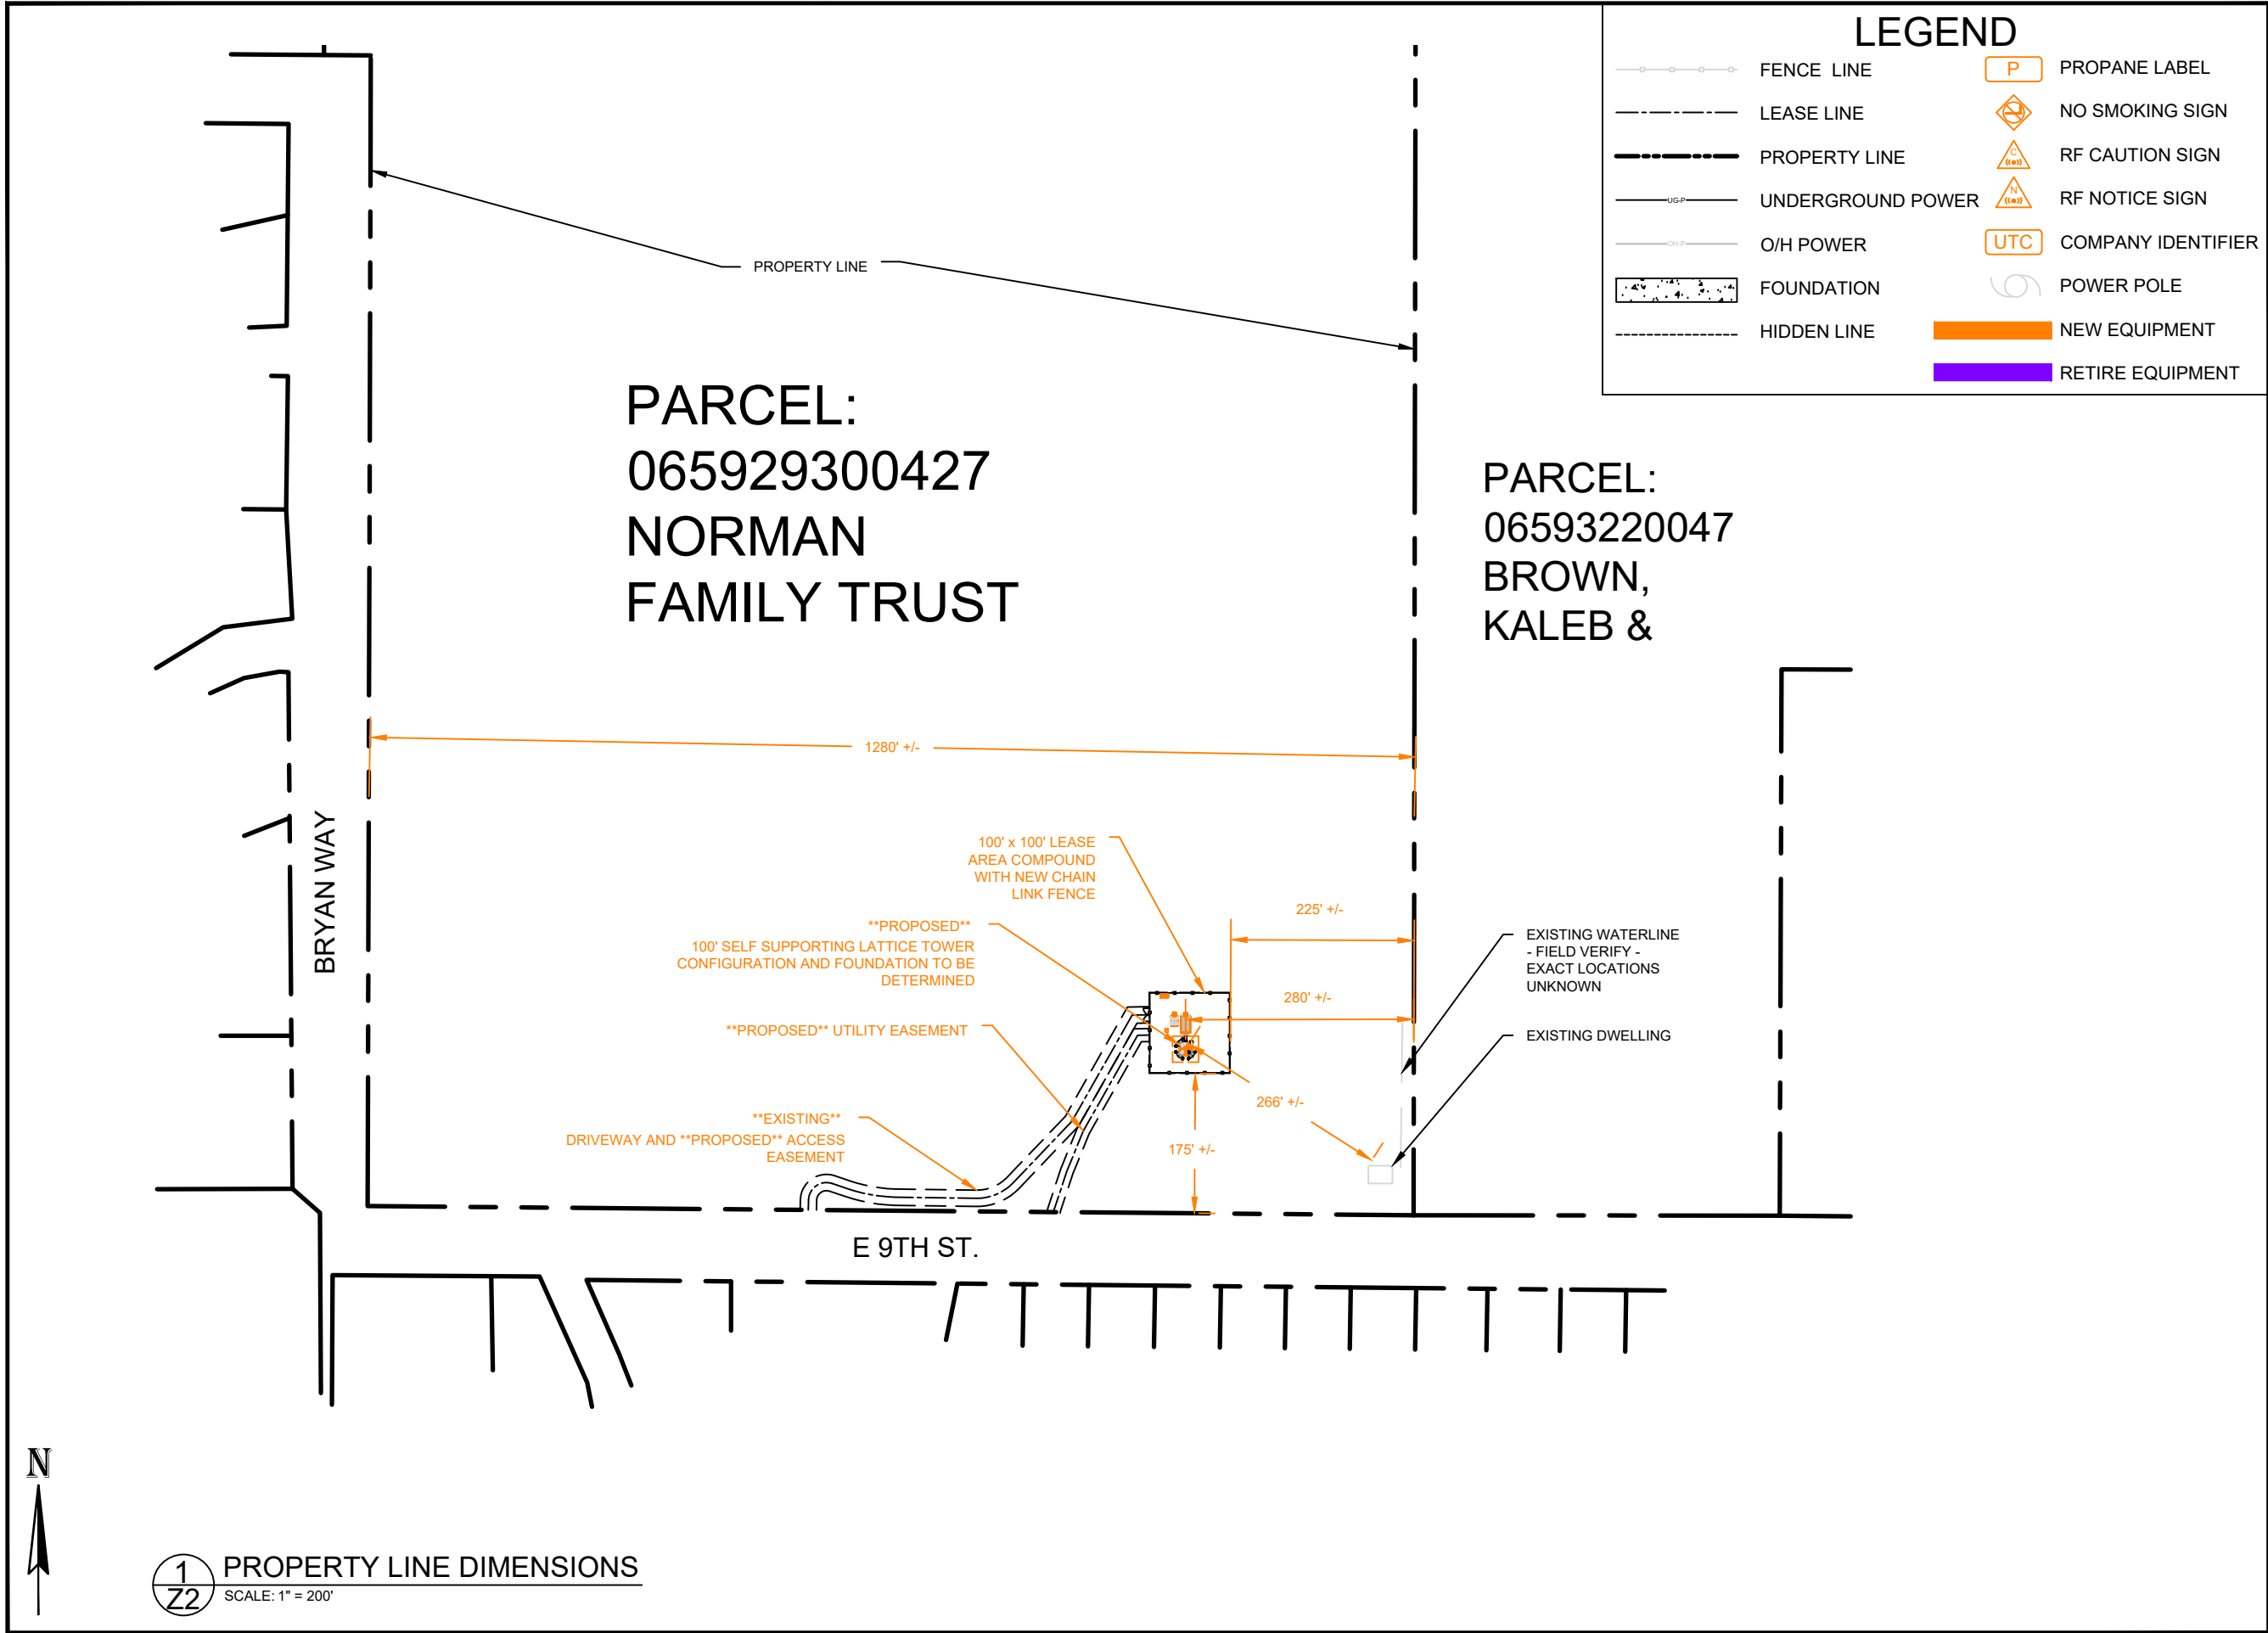 LEGEND
FENCE LINE
LEASE LINE
PROPERTY LINE
UG-P
UNDERGROUND POWER
OH-P
O/H POWER
FOUNDATION
HIDDEN LINE
P
PROPANE LABEL
NO SMOKING SIGN
C
((●))
RF CAUTION SIGN
N
((●))
RF NOTICE SIGN
UTC
COMPANY IDENTIFIER
POWER POLE
NEW EQUIPMENT
RETIRE EQUIPMENT
PROPERTY LINE
PARCEL:
065929300427
NORMAN
FAMILY TRUST
PARCEL:
06593220047
BROWN,
KALEB &
1280' +/-
BRYAN WAY
100' x 100' LEASE
AREA COMPOUND
WITH NEW CHAIN
LINK FENCE
**PROPOSED**
100' SELF SUPPORTING LATTICE TOWER
CONFIGURATION AND FOUNDATION TO BE
DETERMINED
**PROPOSED** UTILITY EASEMENT
**EXISTING**
DRIVEWAY AND **PROPOSED** ACCESS
EASEMENT
225' +/-
280' +/-
266' +/-
175' +/-
EXISTING WATERLINE
- FIELD VERIFY -
EXACT LOCATIONS
UNKNOWN
EXISTING DWELLING
E 9TH ST.
N
1
Z2
PROPERTY LINE DIMENSIONS
SCALE: 1" = 200'